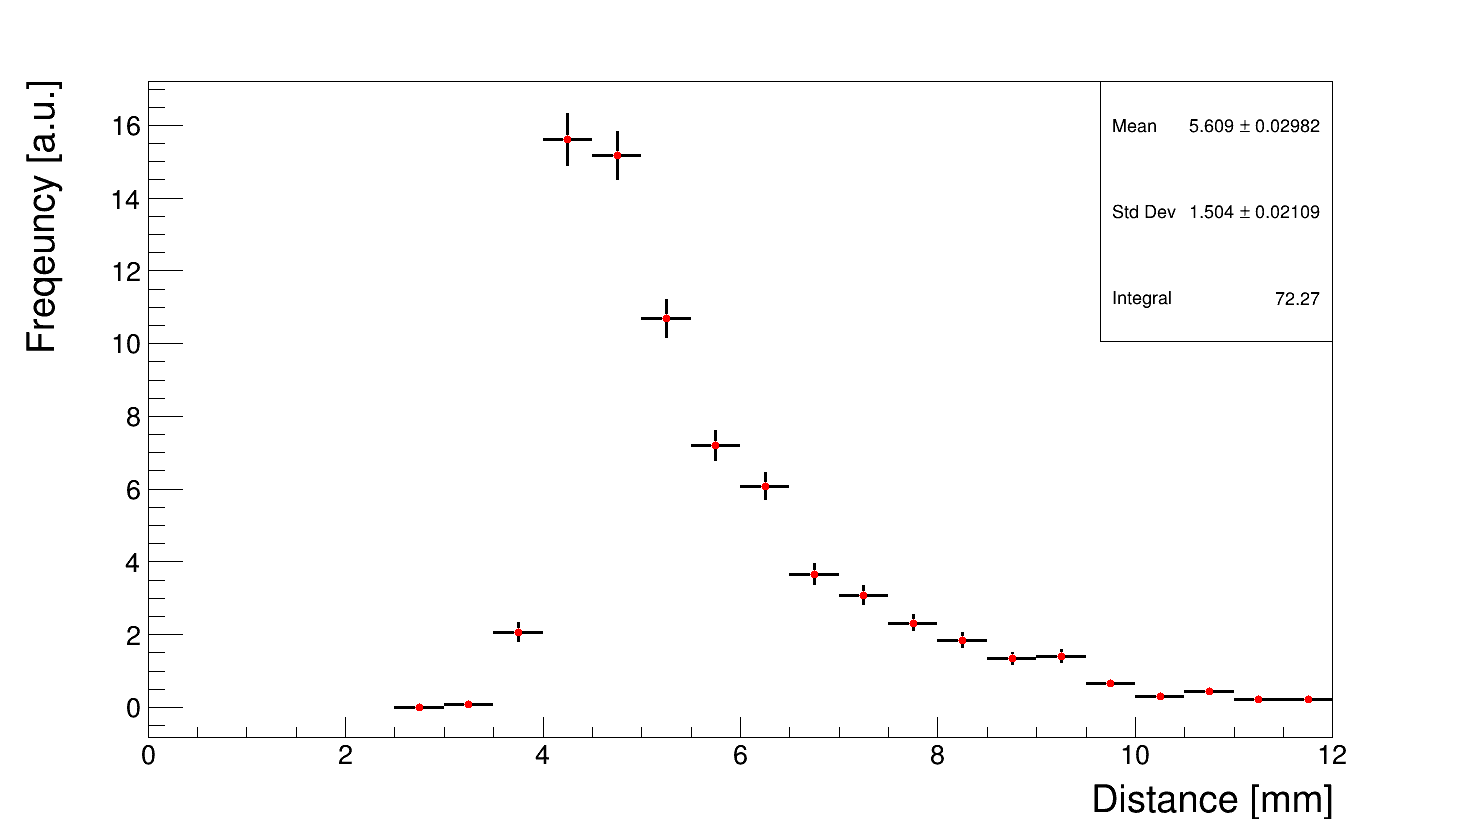 Freqeuncy [a.u.]
16
14
12
10
8
6
4
2
0
Mean 5.609 ± 0.02982
Std Dev 1.504 ± 0.02109
Integral 72.27
0 2 4 6 8 10 12
Distance [mm]